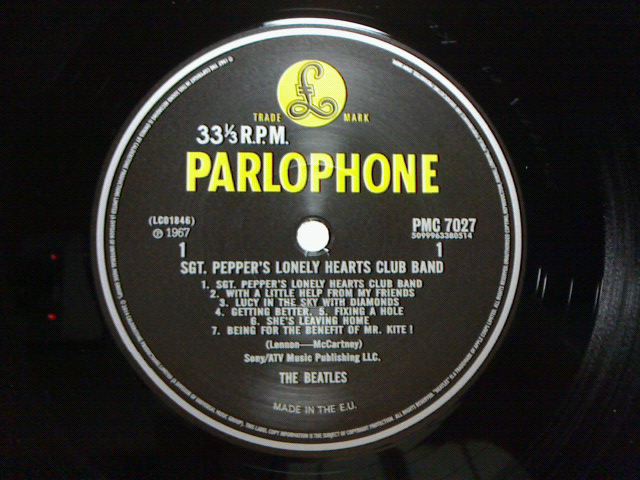 £
TRADE MARK
33⅓ R.P.M.
PARLOPHONE
(LC01846)
℗ 1967
PMC 7027
5099963380514
1 1
SGT. PEPPER'S LONELY HEARTS CLUB BAND
1. SGT. PEPPER'S LONELY HEARTS CLUB BAND
2. WITH A LITTLE HELP FROM MY FRIENDS
3. LUCY IN THE SKY WITH DIAMONDS
4. GETTING BETTER. 5. FIXING A HOLE
6. SHE'S LEAVING HOME
7. BEING FOR THE BENEFIT OF MR. KITE !
(Lennon—McCartney)
Sony/ATV Music Publishing LLC.
THE BEATLES
MADE IN THE E.U.